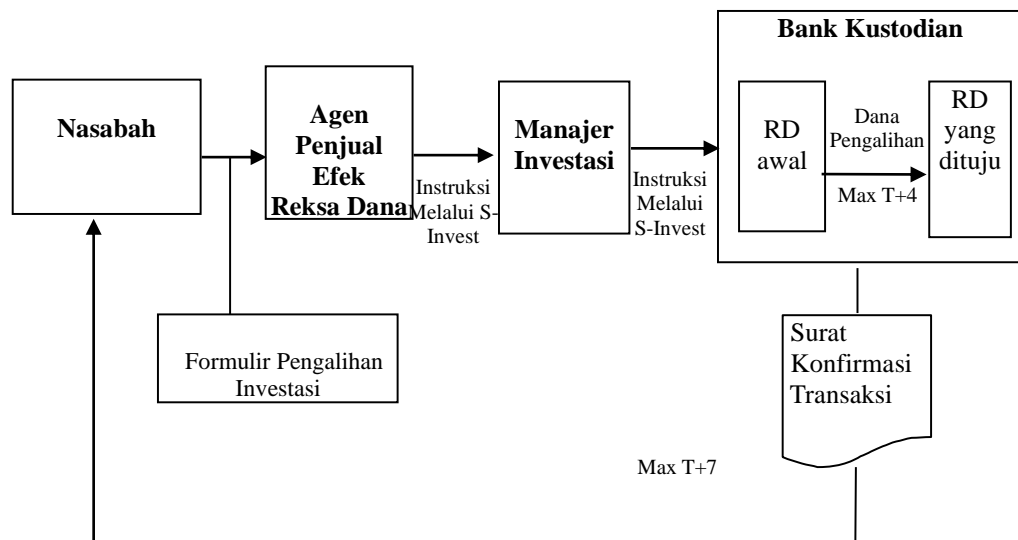 Bank Kustodian
Nasabah
Agen
Penjual
Efek
Reksa Dana
Instruksi
Melalui S-
Invest
Manajer
Investasi
Instruksi
Melalui
S-Invest
RD
awal
Dana
Pengalihan
Max T+4
RD
yang
dituju
Formulir Pengalihan
Investasi
Surat
Konfirmasi
Transaksi
Max T+7